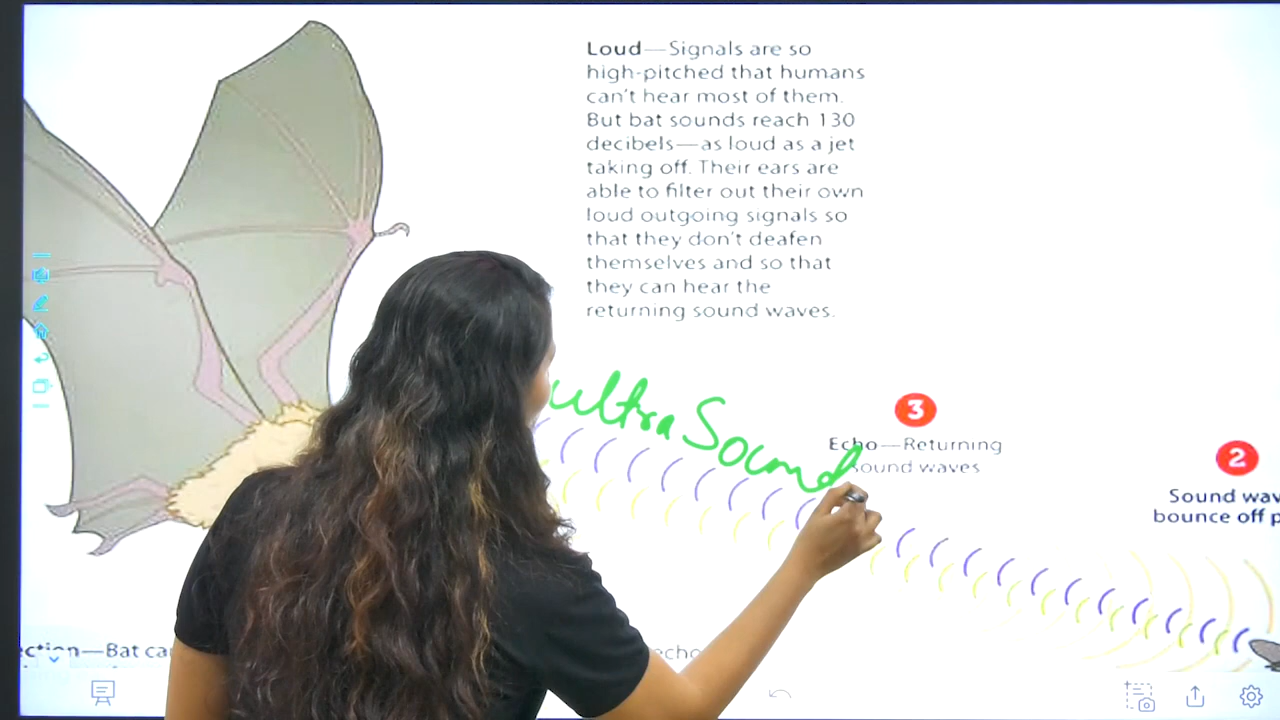 Loud—Signals are so
high-pitched that humans
can't hear most of them.
But bat sounds reach 130
decibels—as loud as a jet
taking off. Their ears are
able to filter out their own
loud outgoing signals so
that they don't deafen
themselves and so that
they can hear the
returning sound waves.
ultra Sound
3
Echo—Returning
sound waves
2
Sound wav
bounce off p
ction—Bat ca
echo